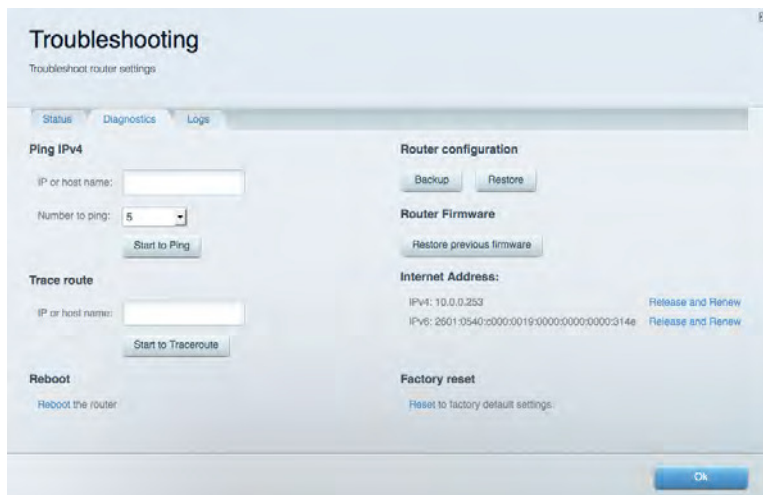 Troubleshooting
Troubleshoot router settings
Status Diagnostics Logs
Ping IPv4
IP or host name:
Number to ping: 5
Start to Ping
Trace route
IP or host name:
Start to Traceroute
Reboot
Reboot the router
Router configuration
Backup Restore
Router Firmware
Restore previous firmware
Internet Address:
IPv4: 10.0.0.253 Release and Renew
IPv6: 2601:0540:c000:0019:0000:0000:0000:314e Release and Renew
Factory reset
Reset to factory default settings.
Ok